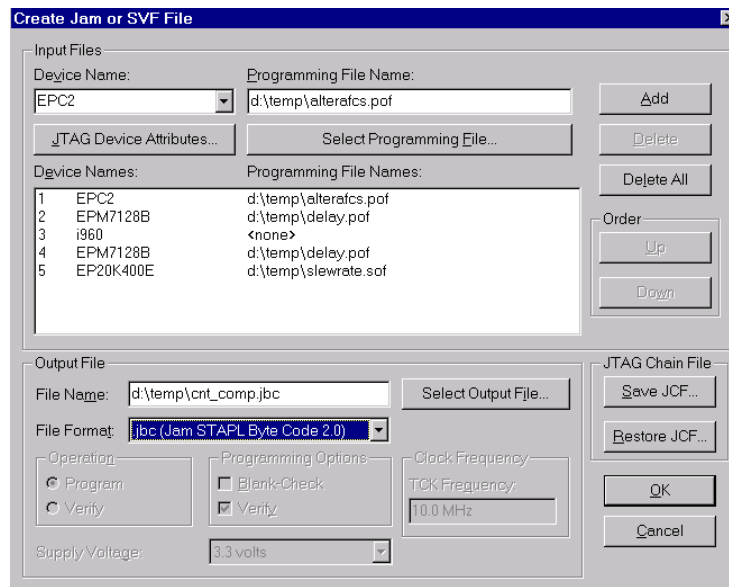 Create Jam or SVF File
Input Files
Device Name:
Programming File Name:
EPC2
d:\temp\alterafcs.pof
Add
JTAG Device Attributes...
Select Programming File...
Delete
Device Names:
Programming File Names:
Delete All
1 EPC2 d:\temp\alterafcs.pof
2 EPM7128B d:\temp\delay.pof
3 i960 <none>
4 EPM7128B d:\temp\delay.pof
5 EP20K400E d:\temp\slewrate.sof
Order
Up
Down
Output File
File Name: d:\temp\cnt_comp.jbc
Select Output File...
File Format: .jbc (Jam STAPL Byte Code 2.0)
JTAG Chain File
Save JCF...
Restore JCF...
Operation
Program
Verify
Programming Options
Blank-Check
Verify
Clock Frequency
TCK Frequency:
10.0 MHz
Supply Voltage: 3.3 volts
OK
Cancel